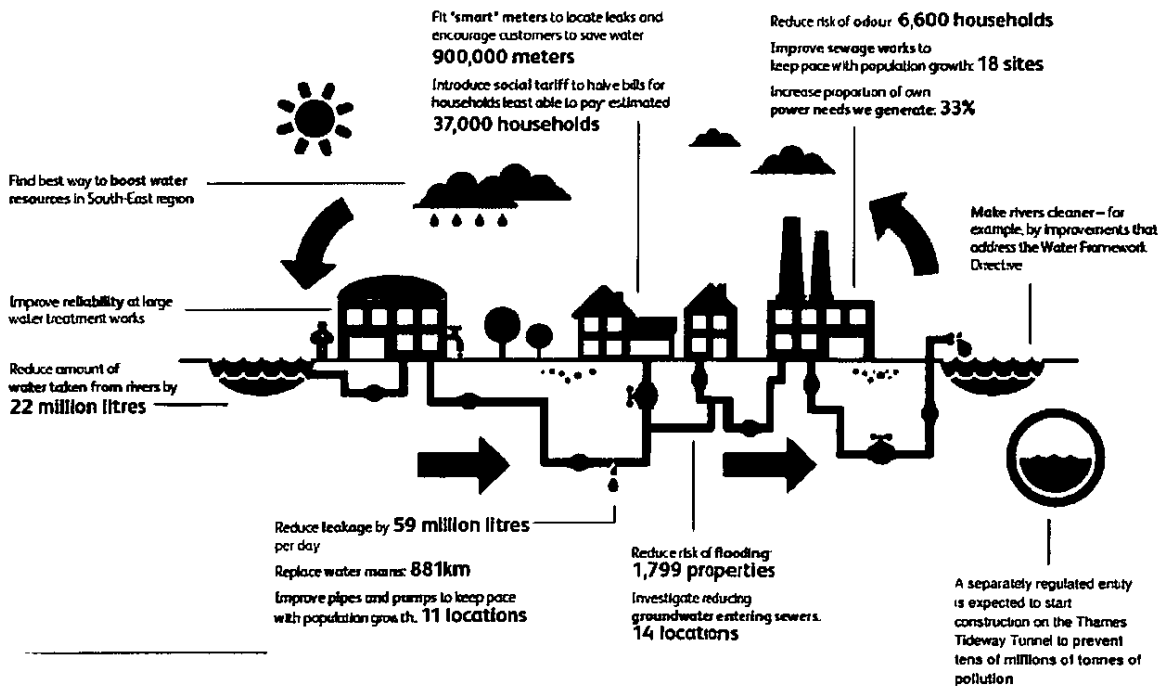 Fit "smart" meters to locate leaks and
encourage customers to save water
900,000 meters
Introduce social tariff to halve bills for
households least able to pay: estimated
37,000 households
Reduce risk of odour 6,600 households
Improve sewage works to
keep pace with population growth: 18 sites
Increase proportion of own
power needs we generate: 33%
Find best way to boost water
resources in South-East region
Make rivers cleaner – for
example, by improvements that
address the Water Framework
Directive
Improve reliability at large
water treatment works
Reduce amount of
water taken from rivers by
22 million litres
Reduce leakage by 59 million litres
per day
Replace water mains: 881km
Improve pipes and pumps to keep pace
with population growth: 11 locations
Reduce risk of flooding:
1,799 properties
Investigate reducing
groundwater entering sewers.
14 locations
A separately regulated entity
is expected to start
construction on the Thames
Tideway Tunnel to prevent
tens of millions of tonnes of
pollution